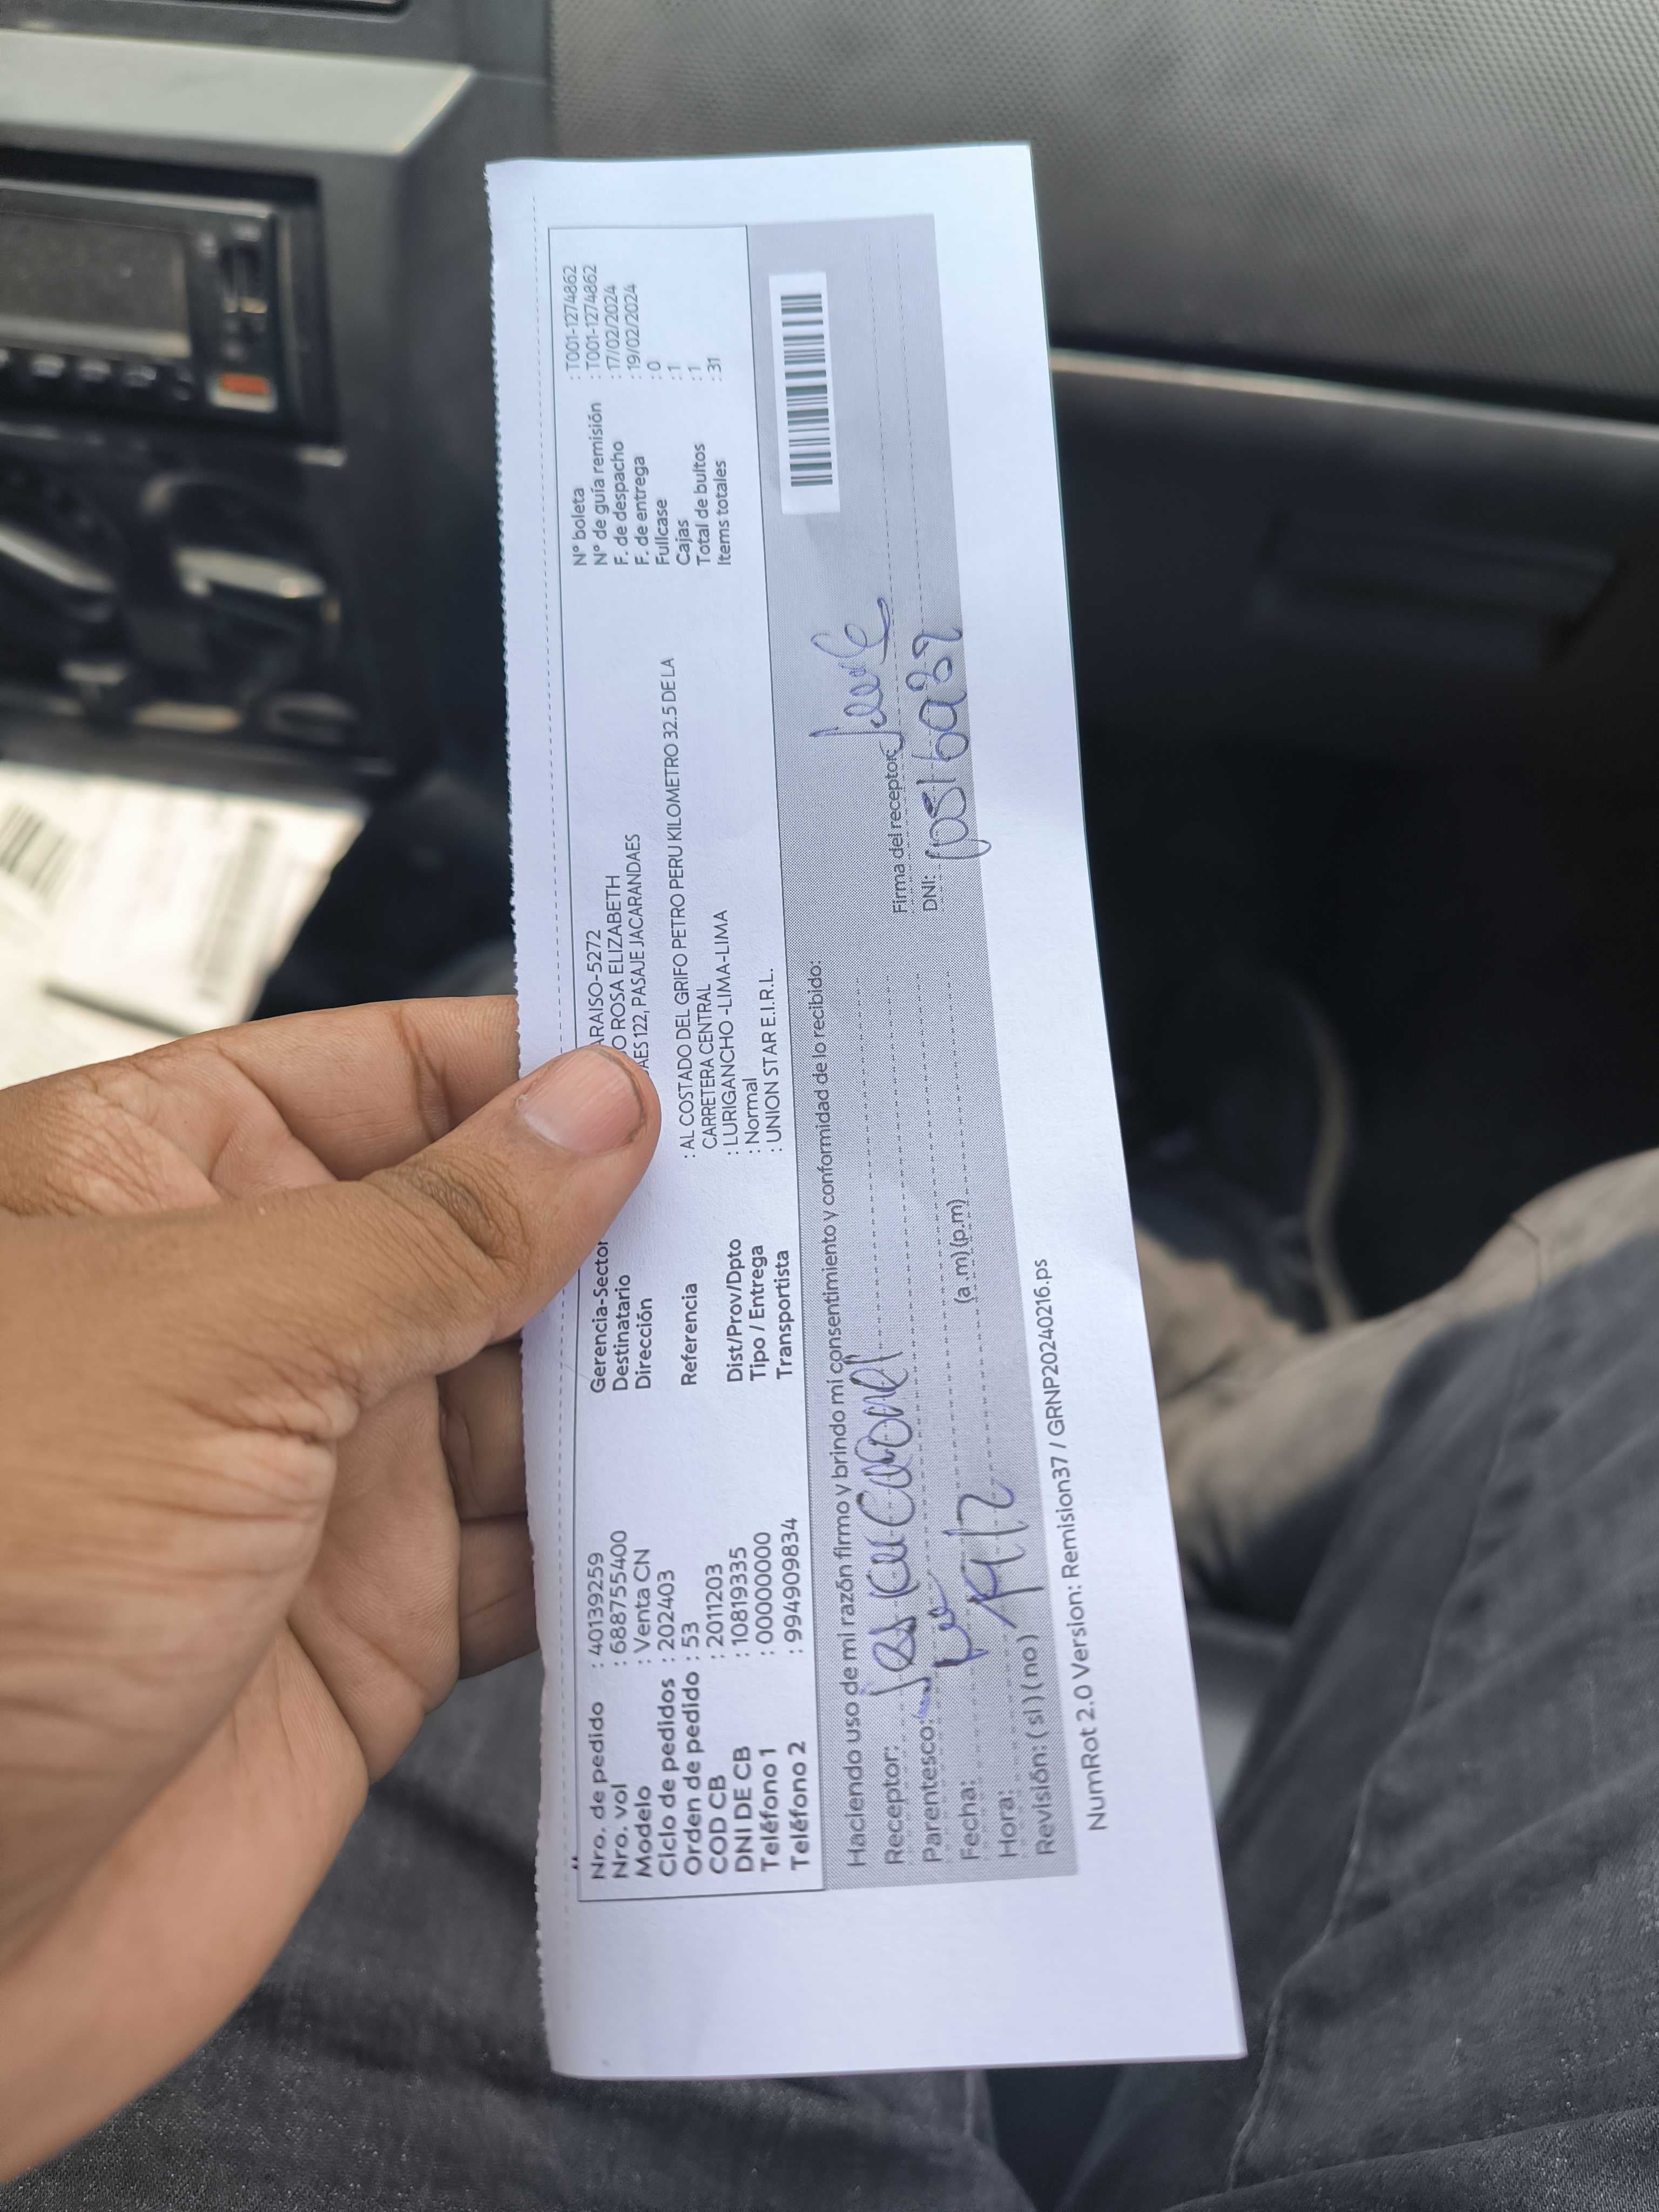 Nro. de pedido : 40139259
Nro. vol : 688755400
Modelo : Venta CN
Ciclo de pedidos : 202403
Orden de pedido : 53
COD CB : 2011203
DNI DE CB : 10819335
Teléfono 1 : 00000000
Teléfono 2 : 994909834
Gerencia-Sector ARAISO-5272
Destinatario O ROSA ELIZABETH
Dirección AES 122, PASAJE JACARANDAES
Referencia : AL COSTADO DEL GRIFO PETRO PERU KILOMETRO 32.5 DE LA
CARRETERA CENTRAL
Dist/Prov/Dpto : LURIGANCHO -LIMA-LIMA
Tipo / Entrega : Normal
Transportista : UNION STAR E.I.R.L.
N° boleta : T001-1274862
N° de guía remisión : T001-1274862
F. de despacho : 17/02/2024
F. de entrega : 19/02/2024
Fullcase : 0
Cajas : 1
Total de bultos : 1
Items totales : 31
Haciendo uso de mi razón firmo y brindo mi consentimiento y conformidad de lo recibido:
Receptor:
Parentesco:
Fecha: 19/2
Hora: (a.m) (p.m)
Revisión: (si) (no)
Firma del receptor:
DNI:
NumRot 2.0 Version: Remision37 / GRNP20240216.ps